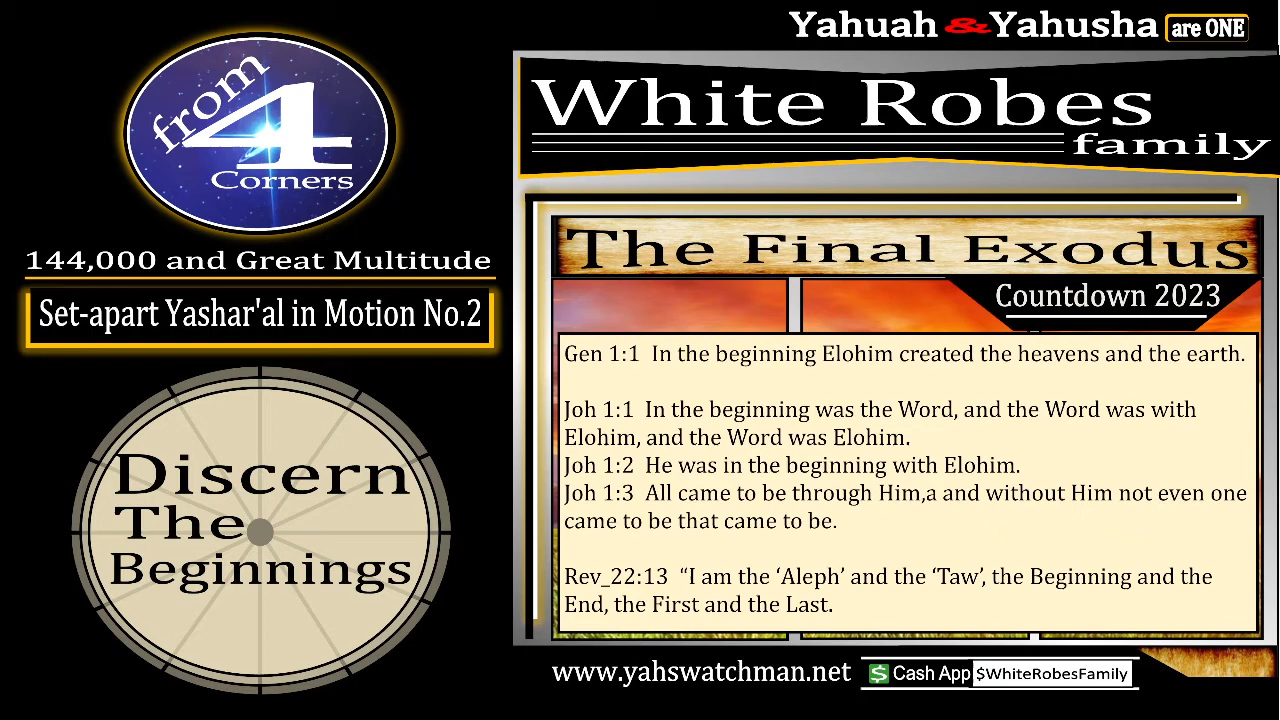 Yahuah & Yahusha are ONE
from
4
Corners
144,000 and Great Multitude
Set-apart Yashar'al in Motion No.2
Discern
The
Beginnings
White Robes
family
The Final Exodus
Countdown 2023
Gen 1:1 In the beginning Elohim created the heavens and the earth.
Joh 1:1 In the beginning was the Word, and the Word was with
Elohim, and the Word was Elohim.
Joh 1:2 He was in the beginning with Elohim.
Joh 1:3 All came to be through Him,a and without Him not even one
came to be that came to be.
Rev_22:13 “I am the ‘Aleph’ and the ‘Taw’, the Beginning and the
End, the First and the Last.
www.yahswatchman.net $ Cash App $WhiteRobesFamily